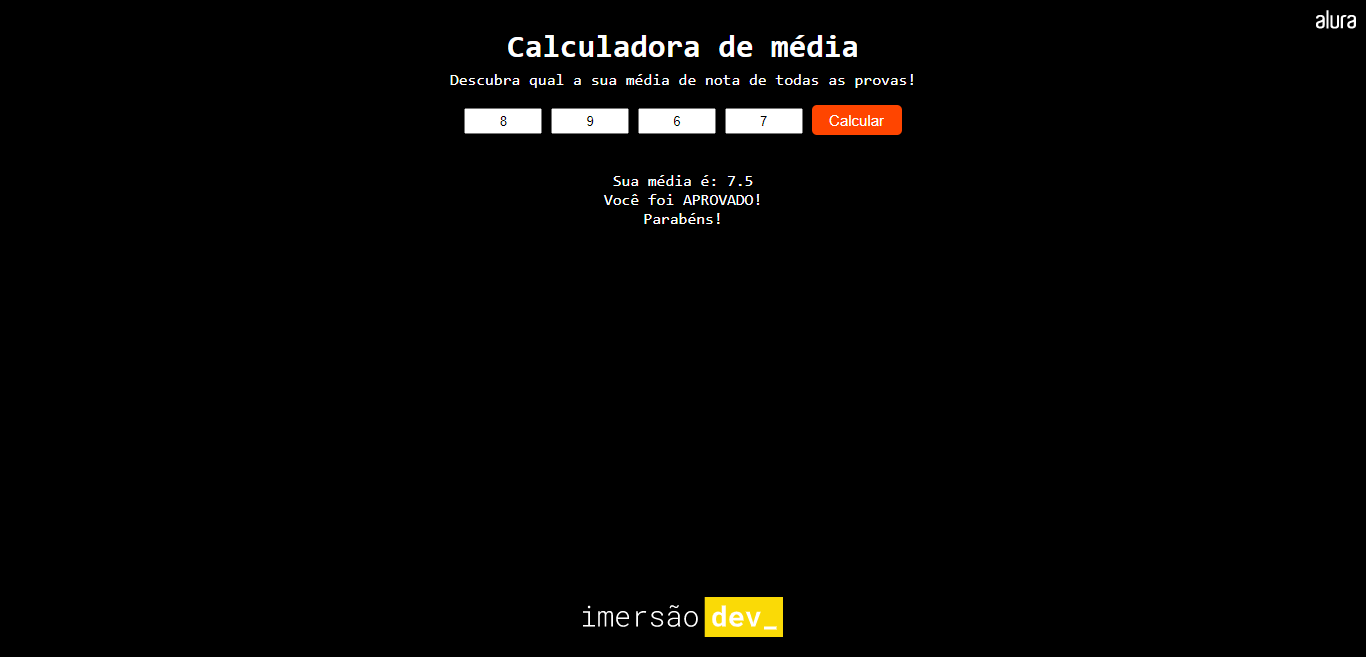 alura
Calculadora de média
Descubra qual a sua média de nota de todas as provas!
8 9 6 7 Calcular
Sua média é: 7.5
Você foi APROVADO!
Parabéns!
imersão dev_